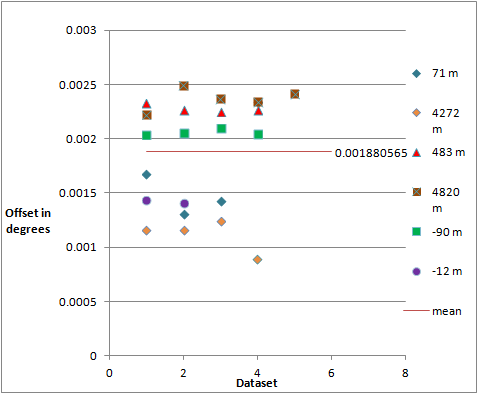 0.003
0.0025
0.002
0.0015
0.001
0.0005
0
0
2
4
6
8
Offset in
degrees
Dataset
0.001880565
71 m
4272
m
483 m
4820
m
-90 m
-12 m
mean